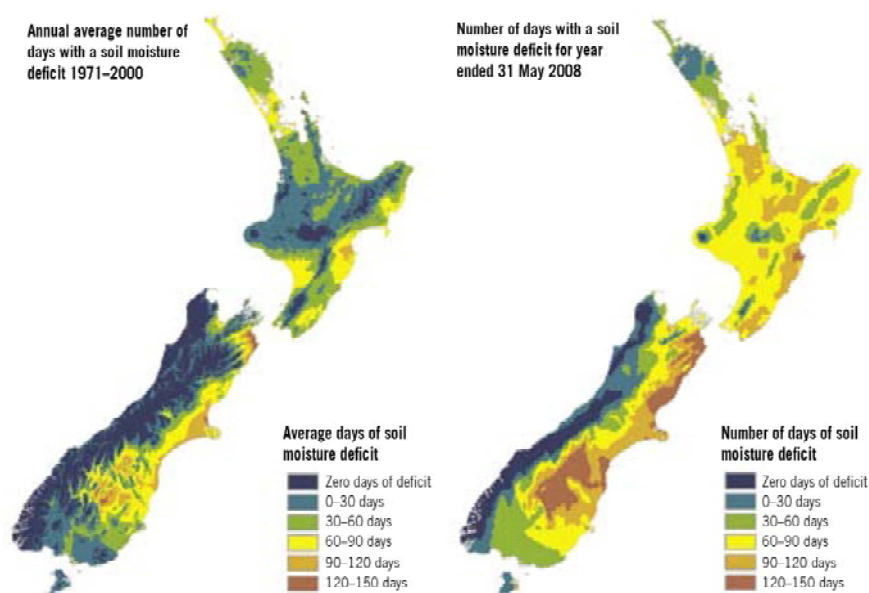 Annual average number of
days with a soil moisture
deficit 1971–2000
Number of days with a soil
moisture deficit for year
ended 31 May 2008
Average days of soil
moisture deficit
Zero days of deficit
0–30 days
30–60 days
60–90 days
90–120 days
120–150 days
Number of days of soil
moisture deficit
Zero days of deficit
0–30 days
30–60 days
60–90 days
90–120 days
120–150 days